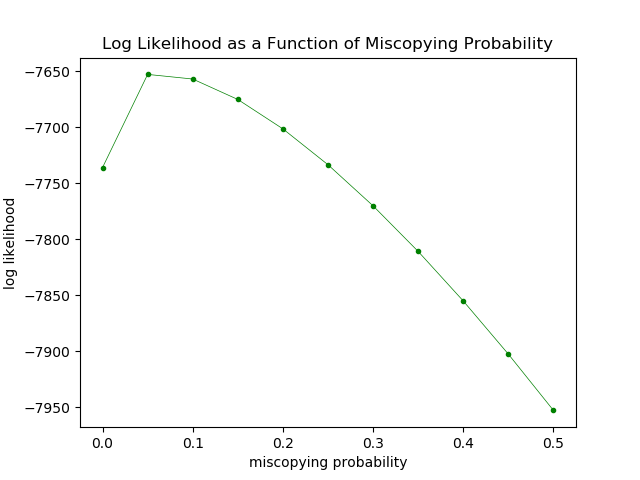 Log Likelihood as a Function of Miscopying Probability
log likelihood
−7650
−7700
−7750
−7800
−7850
−7900
−7950
0.0 0.1 0.2 0.3 0.4 0.5
miscopying probability